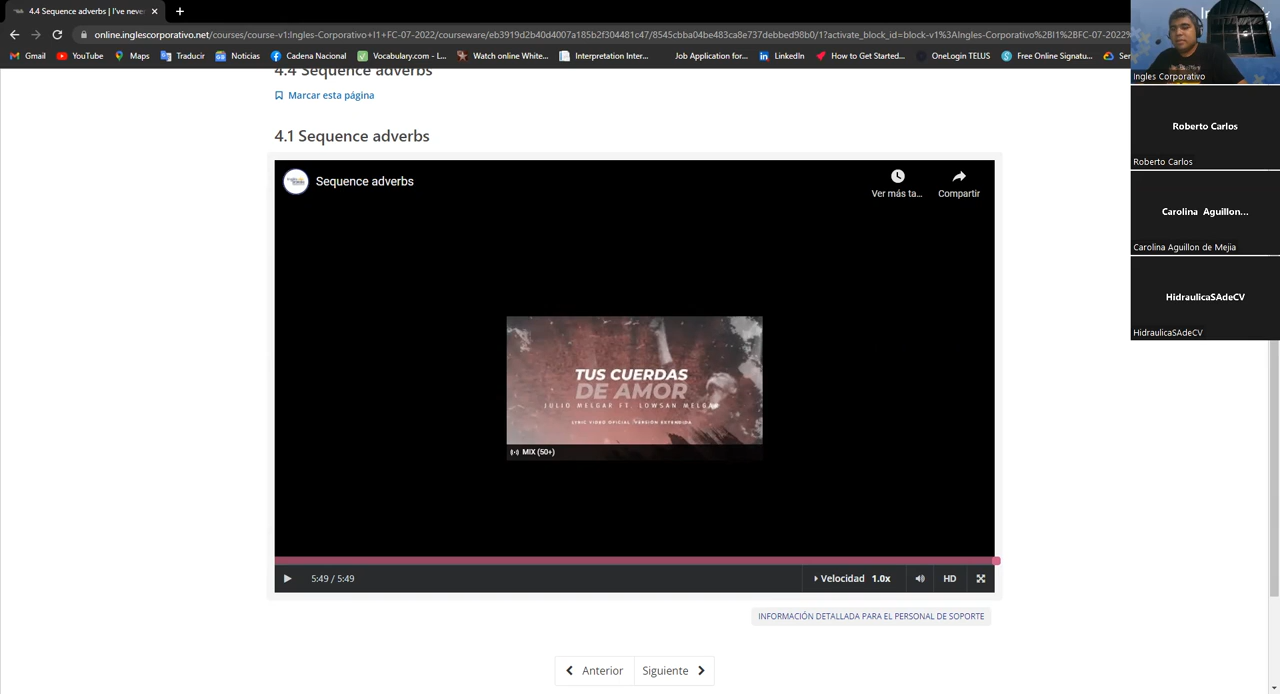 4.4 Sequence adverbs | I've never
online.inglescorporativo.net/courses/course-v1:Ingles-Corporativo+I1+FC-07-2022/courseware/eb3919d2b40d4007a185b2f304481c47/8545cbba04be483ca8e737debbed98b0/1?activate_block_id=block-v1%3AIngles-Corporativo%2BI1%2BFC-07-2022%
Gmail YouTube Maps Traducir Noticias Cadena Nacional Vocabulary.com - L... Watch online White... Interpretation Inter... Job Application for... LinkedIn How to Get Started... OneLogin TELUS Free Online Signatu... Ser
4.4 Sequence adverbs
Marcar esta página
4.1 Sequence adverbs
Sequence adverbs
Ver más ta...
Compartir
TUS CUERDAS
DE AMOR
JULIO MELGAR FT. LOWSAN MELGAR
LYRIC VIDEO OFICIAL (VERSIÓN EXTENDIDA
MIX (50+)
5:49 / 5:49
Velocidad 1.0x
HD
INFORMACIÓN DETALLADA PARA EL PERSONAL DE SOPORTE
Anterior
Siguiente
Ingles Corporativo
Roberto Carlos
Roberto Carlos
Carolina Aguillon...
Carolina Aguillon de Mejia
HidraulicaSAdeCV
HidraulicaSAdeCV